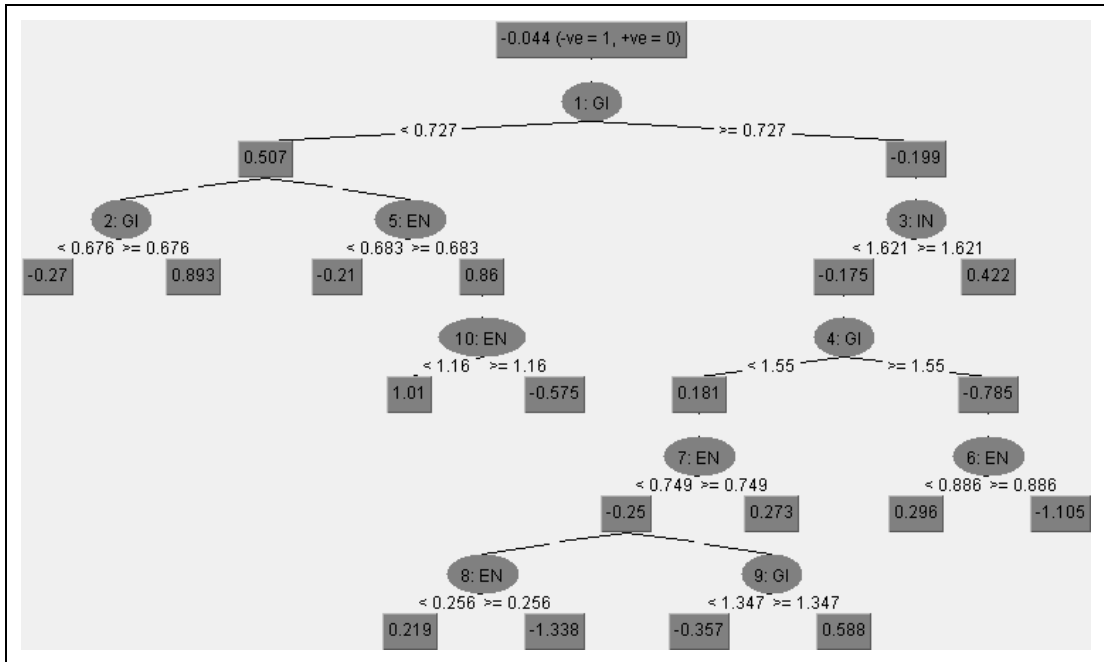 -0.044 (-ve = 1, +ve = 0)
1: GI
< 0.727 >= 0.727
0.507 -0.199
2: GI 5: EN 3: IN
< 0.676 >= 0.676 < 0.683 >= 0.683 < 1.621 >= 1.621
-0.27 0.893 -0.21 0.86 -0.175 0.422
10: EN 4: GI
< 1.16 >= 1.16 < 1.55 >= 1.55
1.01 -0.575 0.181 -0.785
7: EN 6: EN
< 0.749 >= 0.749 < 0.886 >= 0.886
-0.25 0.273 0.296 -1.105
8: EN 9: GI
< 0.256 >= 0.256 < 1.347 >= 1.347
0.219 -1.338 -0.357 0.588